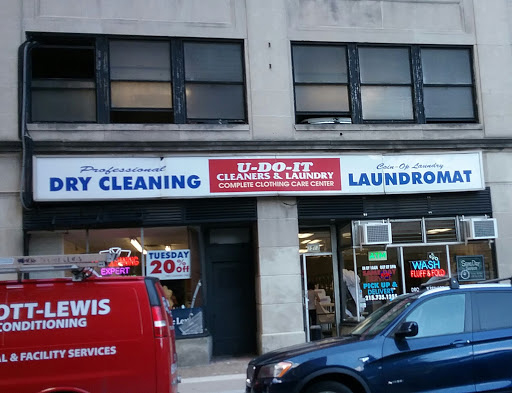 Professional
DRY CLEANING
U-DO-IT
CLEANERS & LAUNDRY
COMPLETE CLOTHING CARE CENTER
Coin-Op Laundry
LAUNDROMAT
TUESDAY
20% Off
EXPERT
WASH
FLUFF & FOLD
PICK UP &
DELIVERY
OTT-LEWIS
CONDITIONING
L & FACILITY SERVICES